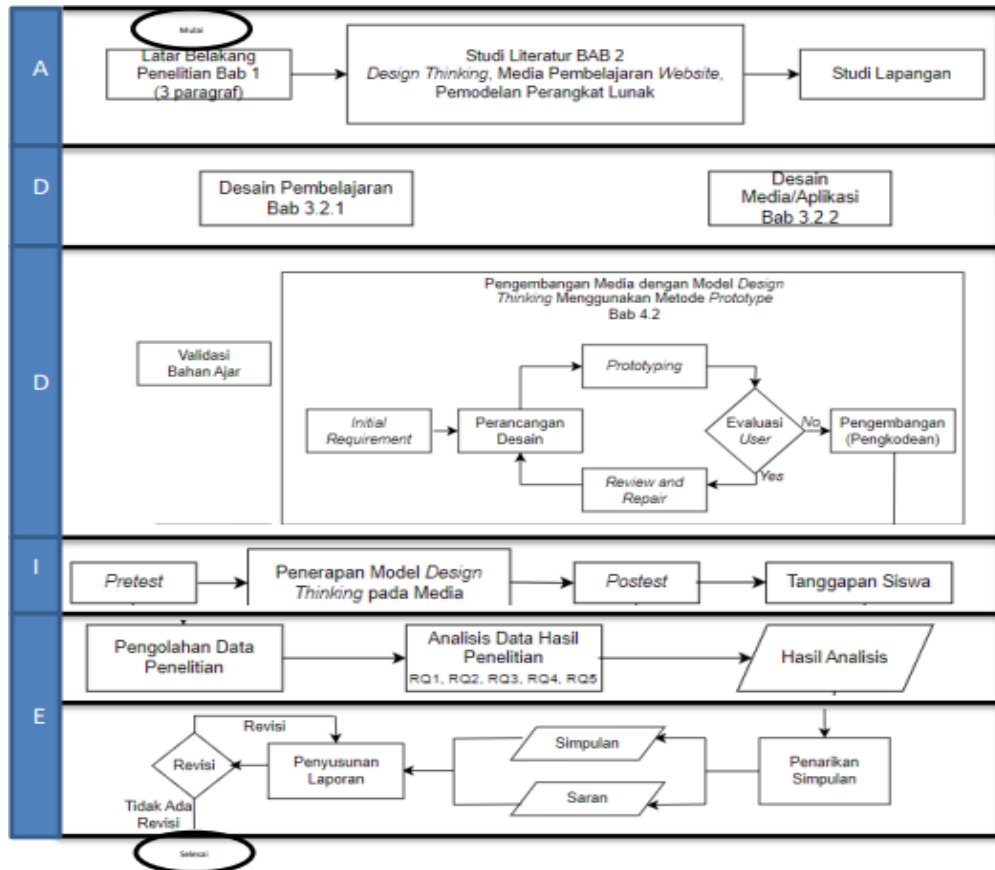 Mulai
A
Latar Belakang
Penelitian Bab 1
(3 paragraf)
Studi Literatur BAB 2
Design Thinking, Media Pembelajaran Website,
Pemodelan Perangkat Lunak
Studi Lapangan
D
Desain Pembelajaran
Bab 3.2.1
Desain
Media/Aplikasi
Bab 3.2.2
D
Pengembangan Media dengan Model Design
Thinking Menggunakan Metode Prototype
Bab 4.2
Validasi
Bahan Ajar
Prototyping
Initial
Requirement
Perancangan
Desain
Evaluasi
User
No
Pengembangan
(Pengkodean)
Yes
Review and
Repair
I
Pretest
Penerapan Model Design
Thinking pada Media
Postest
Tanggapan Siswa
E
Pengolahan Data
Penelitian
Analisis Data Hasil
Penelitian
RQ1, RQ2, RQ3, RQ4, RQ5
Hasil Analisis
Revisi
Revisi
Penyusunan
Laporan
Simpulan
Saran
Penarikan
Simpulan
Tidak Ada
Revisi
Selesai